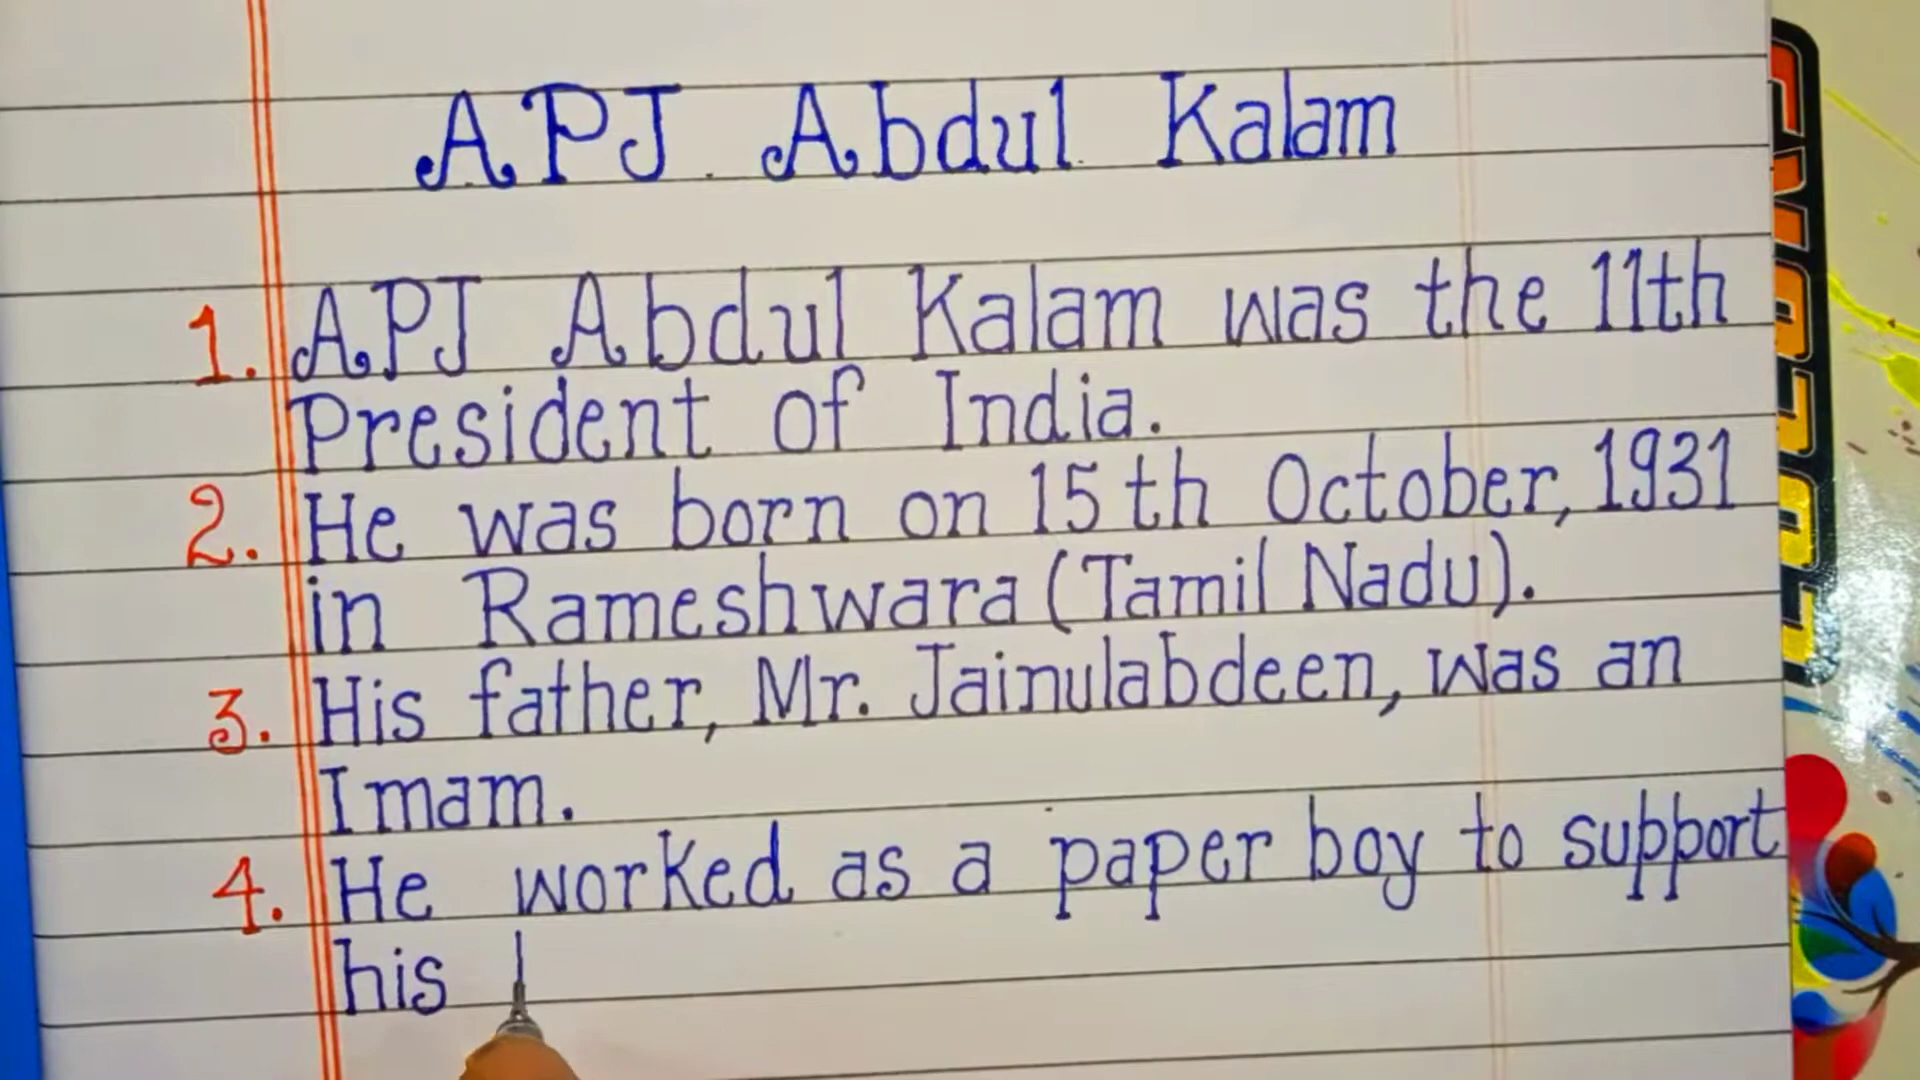 APJ Abdul Kalam
1. APJ Abdul Kalam was the 11th
President of India.
2. He was born on 15th October, 1931
in Rameshwara (Tamil Nadu).
3. His father, Mr. Jainulabdeen, was an
Imam.
4. He worked as a paper boy to support
his